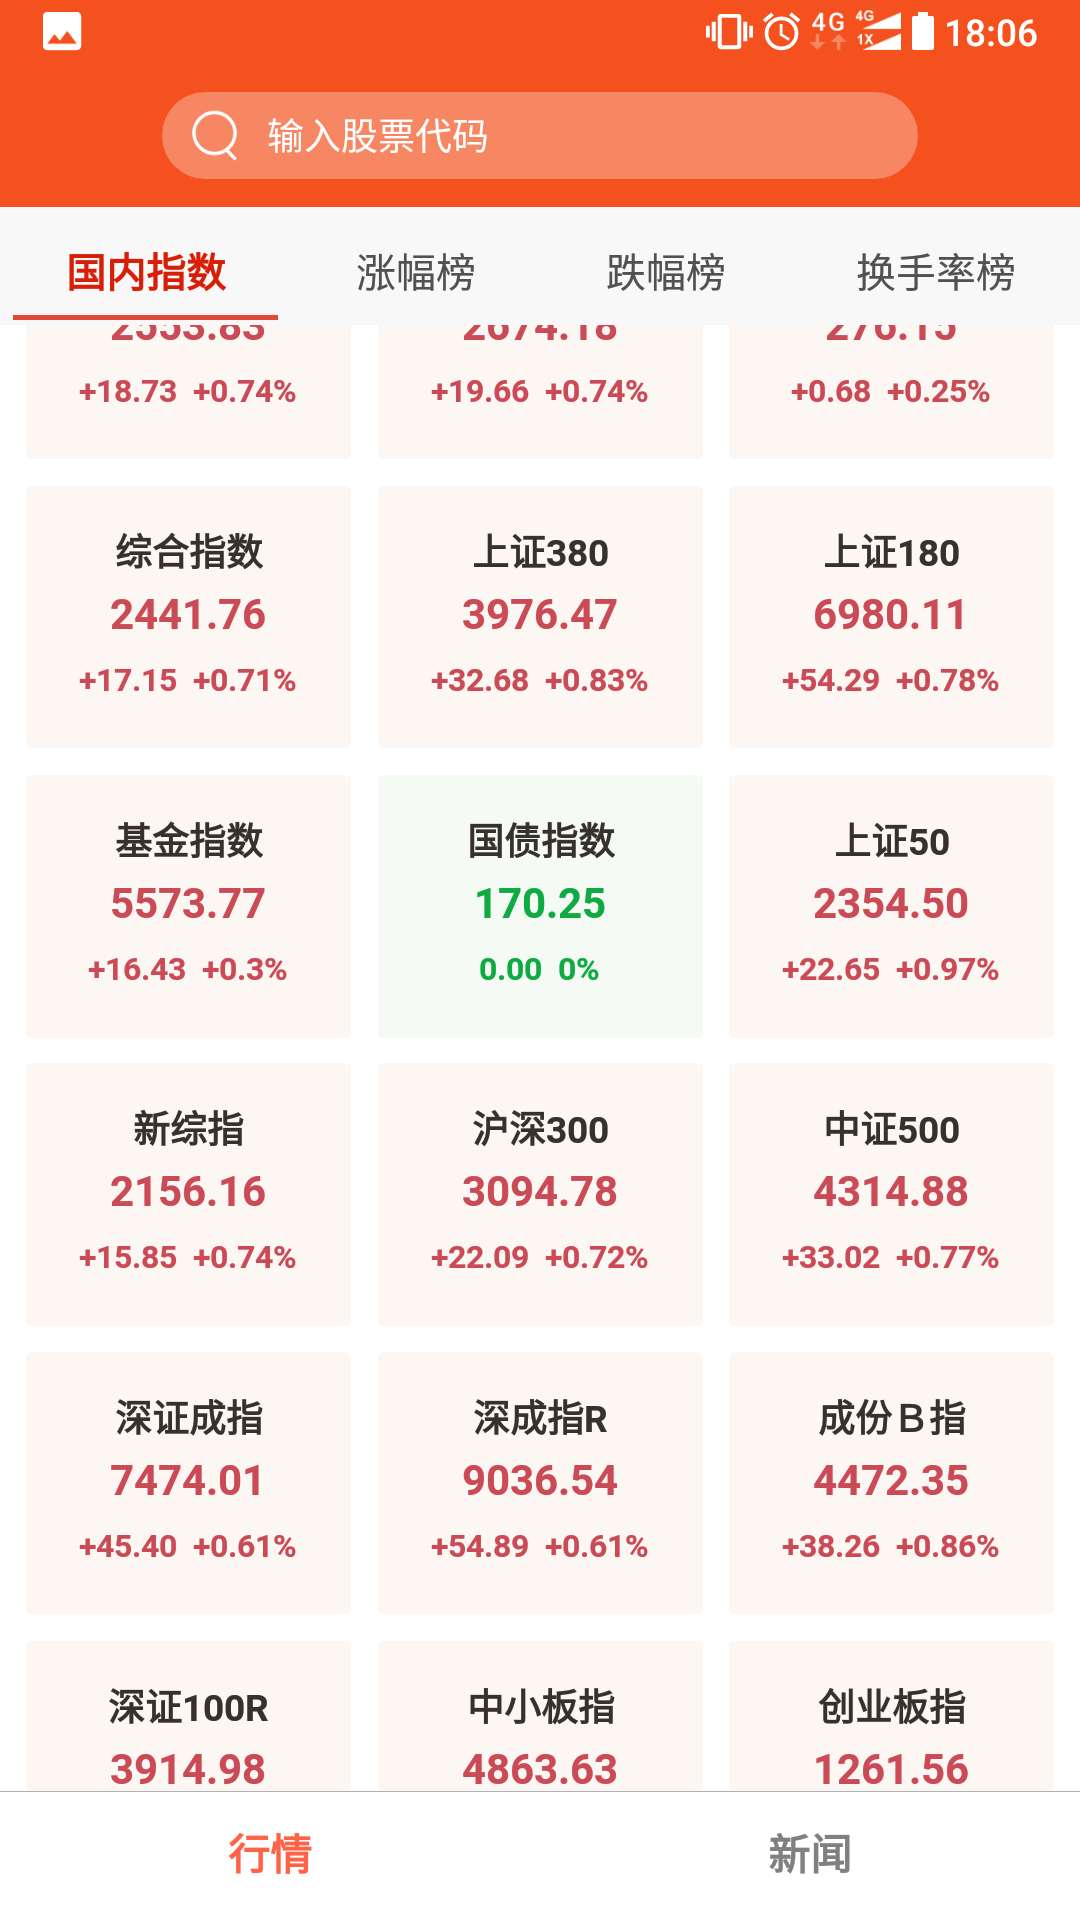 4G 4G 1X 18:06
输入股票代码
国内指数 涨幅榜 跌幅榜 换手率榜
2553.83 2674.18 276.15
+18.73 +0.74% +19.66 +0.74% +0.68 +0.25%
综合指数 上证380 上证180
2441.76 3976.47 6980.11
+17.15 +0.71% +32.68 +0.83% +54.29 +0.78%
基金指数 国债指数 上证50
5573.77 170.25 2354.50
+16.43 +0.3% 0.00 0% +22.65 +0.97%
新综指 沪深300 中证500
2156.16 3094.78 4314.88
+15.85 +0.74% +22.09 +0.72% +33.02 +0.77%
深证成指 深成指R 成份Ｂ指
7474.01 9036.54 4472.35
+45.40 +0.61% +54.89 +0.61% +38.26 +0.86%
深证100R 中小板指 创业板指
3914.98 4863.63 1261.56
行情 新闻